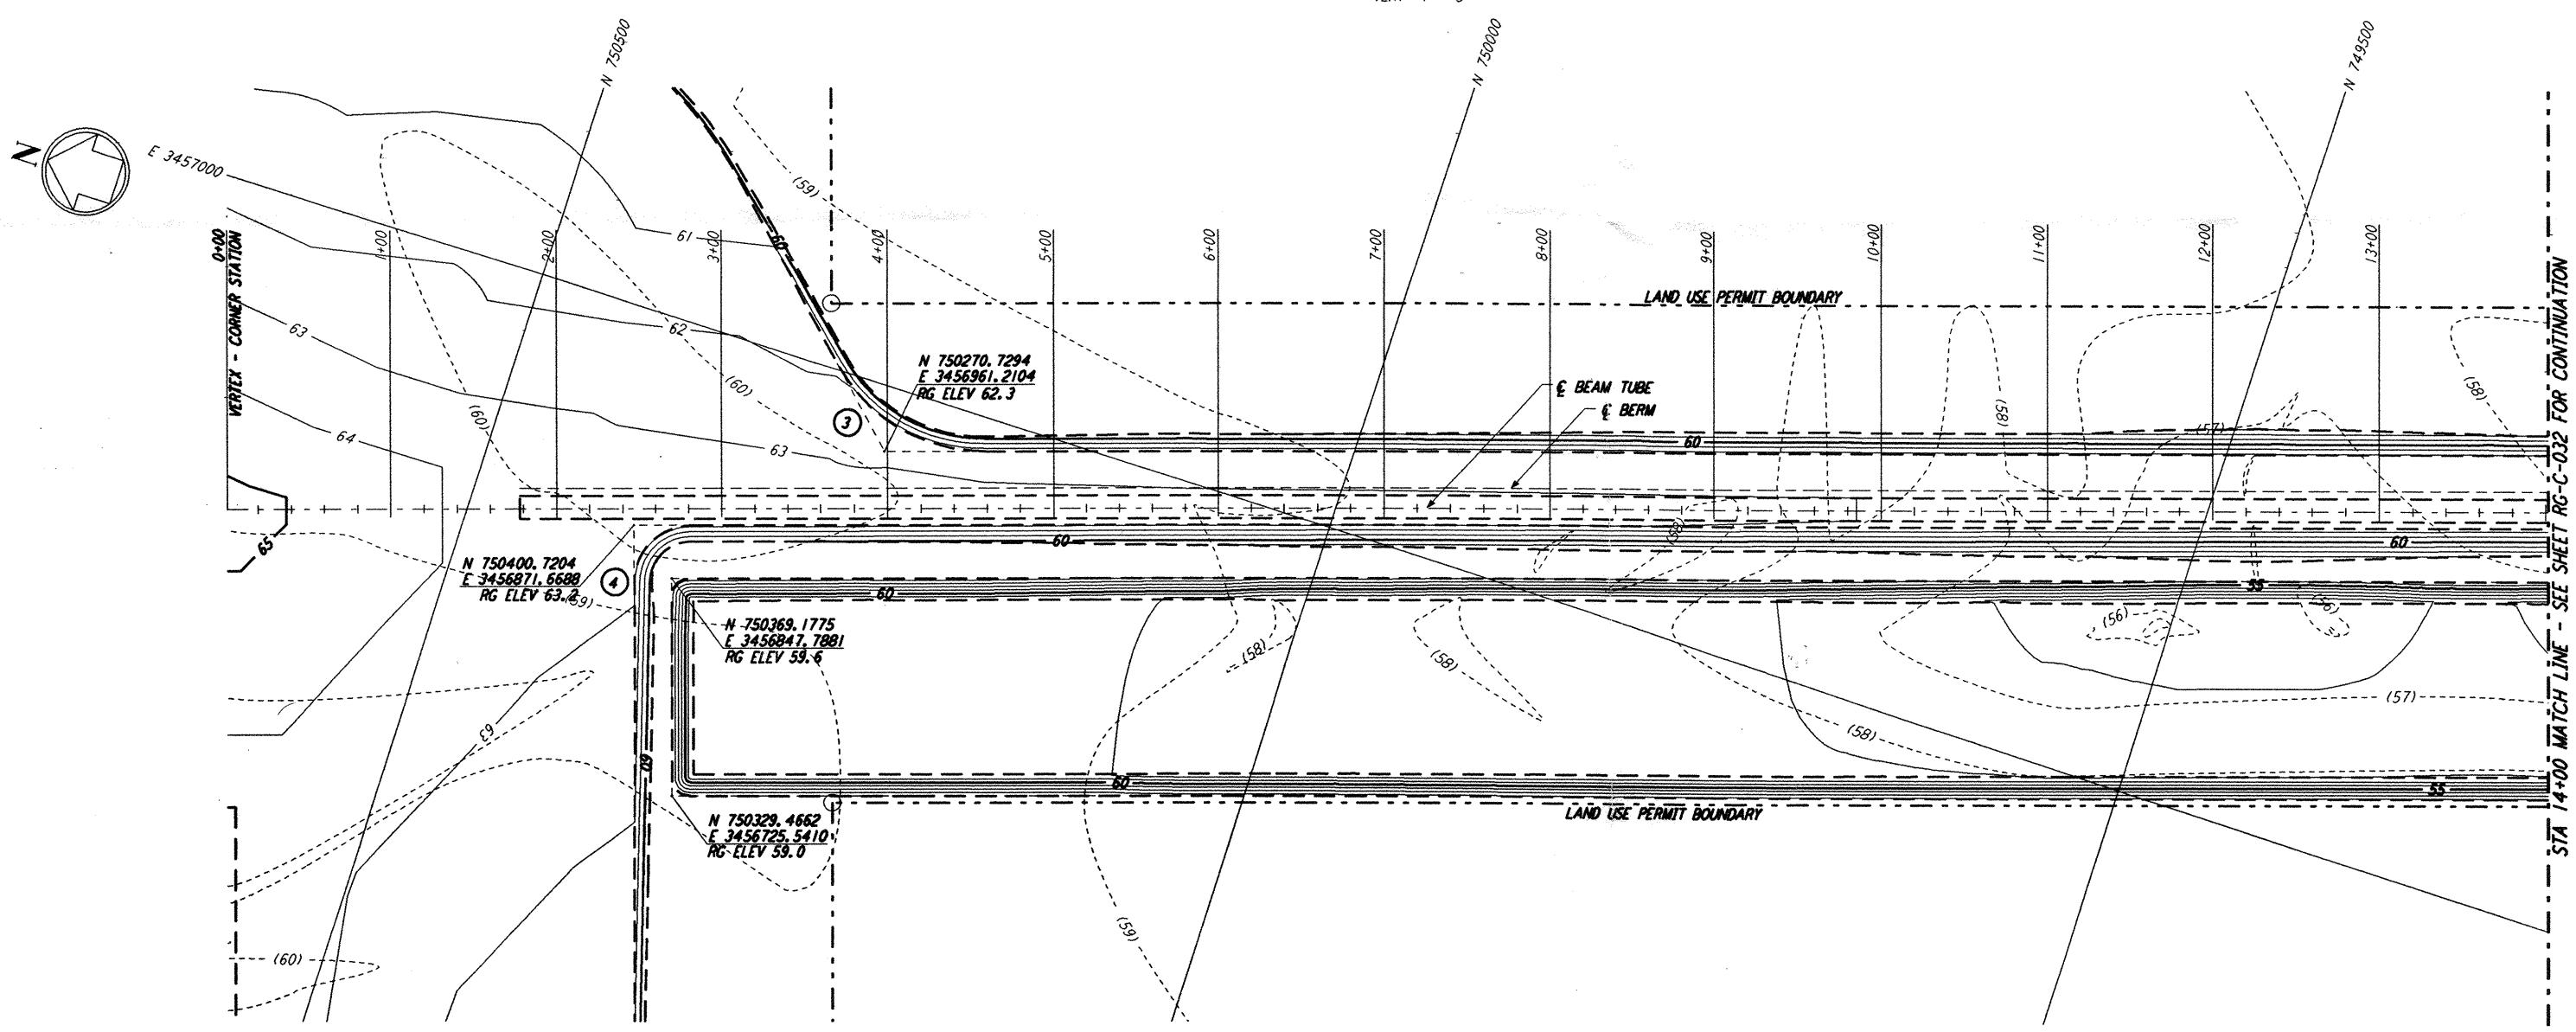 N 750500
N 750000
N 749500
N
E 3457000
(59)
0+00
VERTEX - CORNER STATION
1+00
2+00
3+00
4+00
5+00
6+00
7+00
8+00
9+00
10+00
11+00
12+00
13+00
61
60
62
63
64
63
(60)
(60)
LAND USE PERMIT BOUNDARY
N 750270.7294
E 3456961.2104
RG ELEV 62.3
3
℄ BEAM TUBE
℄ BERM
(58)
(58)
(57)
60
65
60
60
(58)
N 750400.7204
E 3456871.6688
RG ELEV 63.2
4
(59)
60
55
N 750369.1775
E 3456847.7881
RG ELEV 59.6
(58)
(58)
(56)
(56)
(57)
(58)
63
60
60
55
LAND USE PERMIT BOUNDARY
N 750329.4662
E 3456725.5410
RG ELEV 59.0
(59)
(60)
STA 14+00 MATCH LINE - SEE SHEET RG-C-032 FOR CONTINUATION